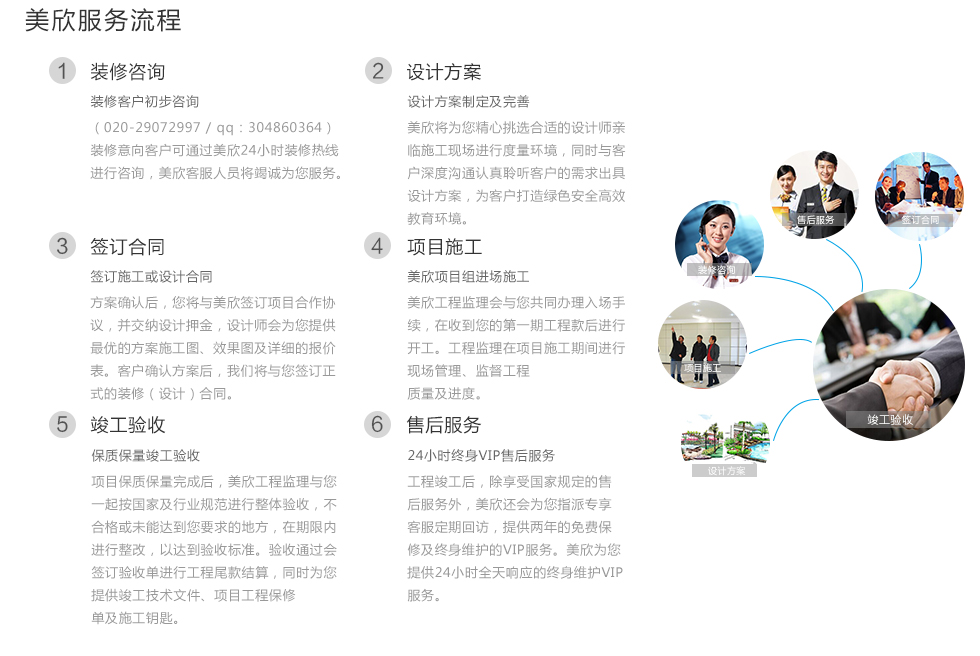 美欣服务流程
1 装修咨询
装修客户初步咨询
（020-29072997 / qq：304860364）
装修意向客户可通过美欣24小时装修热线
进行咨询，美欣客服人员将竭诚为您服务。
2 设计方案
设计方案制定及完善
美欣将为您精心挑选合适的设计师亲
临施工现场进行度量环境，同时与客
户深度沟通认真聆听客户的需求出具
设计方案，为客户打造绿色安全高效
教育环境。
3 签订合同
签订施工或设计合同
方案确认后，您将与美欣签订项目合作协
议，并交纳设计押金，设计师会为您提供
最优的方案施工图、效果图及详细的报价
表。客户确认方案后，我们将与您签订正
式的装修（设计）合同。
4 项目施工
美欣项目组进场施工
美欣工程监理会与您共同办理入场手
续，在收到您的第一期工程款后进行
开工。工程监理在项目施工期间进行
现场管理、监督工程
质量及进度。
5 竣工验收
保质保量竣工验收
项目保质保量完成后，美欣工程监理与您
一起按国家及行业规范进行整体验收，不
合格或未能达到您要求的地方，在期限内
进行整改，以达到验收标准。验收通过会
签订验收单进行工程尾款结算，同时为您
提供竣工技术文件、项目工程保修
单及施工钥匙。
6 售后服务
24小时终身VIP售后服务
工程竣工后，除享受国家规定的售
后服务外，美欣还会为您指派专享
客服定期回访，提供两年的免费保
修及终身维护的VIP服务。美欣为您
提供24小时全天响应的终身维护VIP
服务。
售后服务
签订合同
装修咨询
项目施工
竣工验收
设计方案